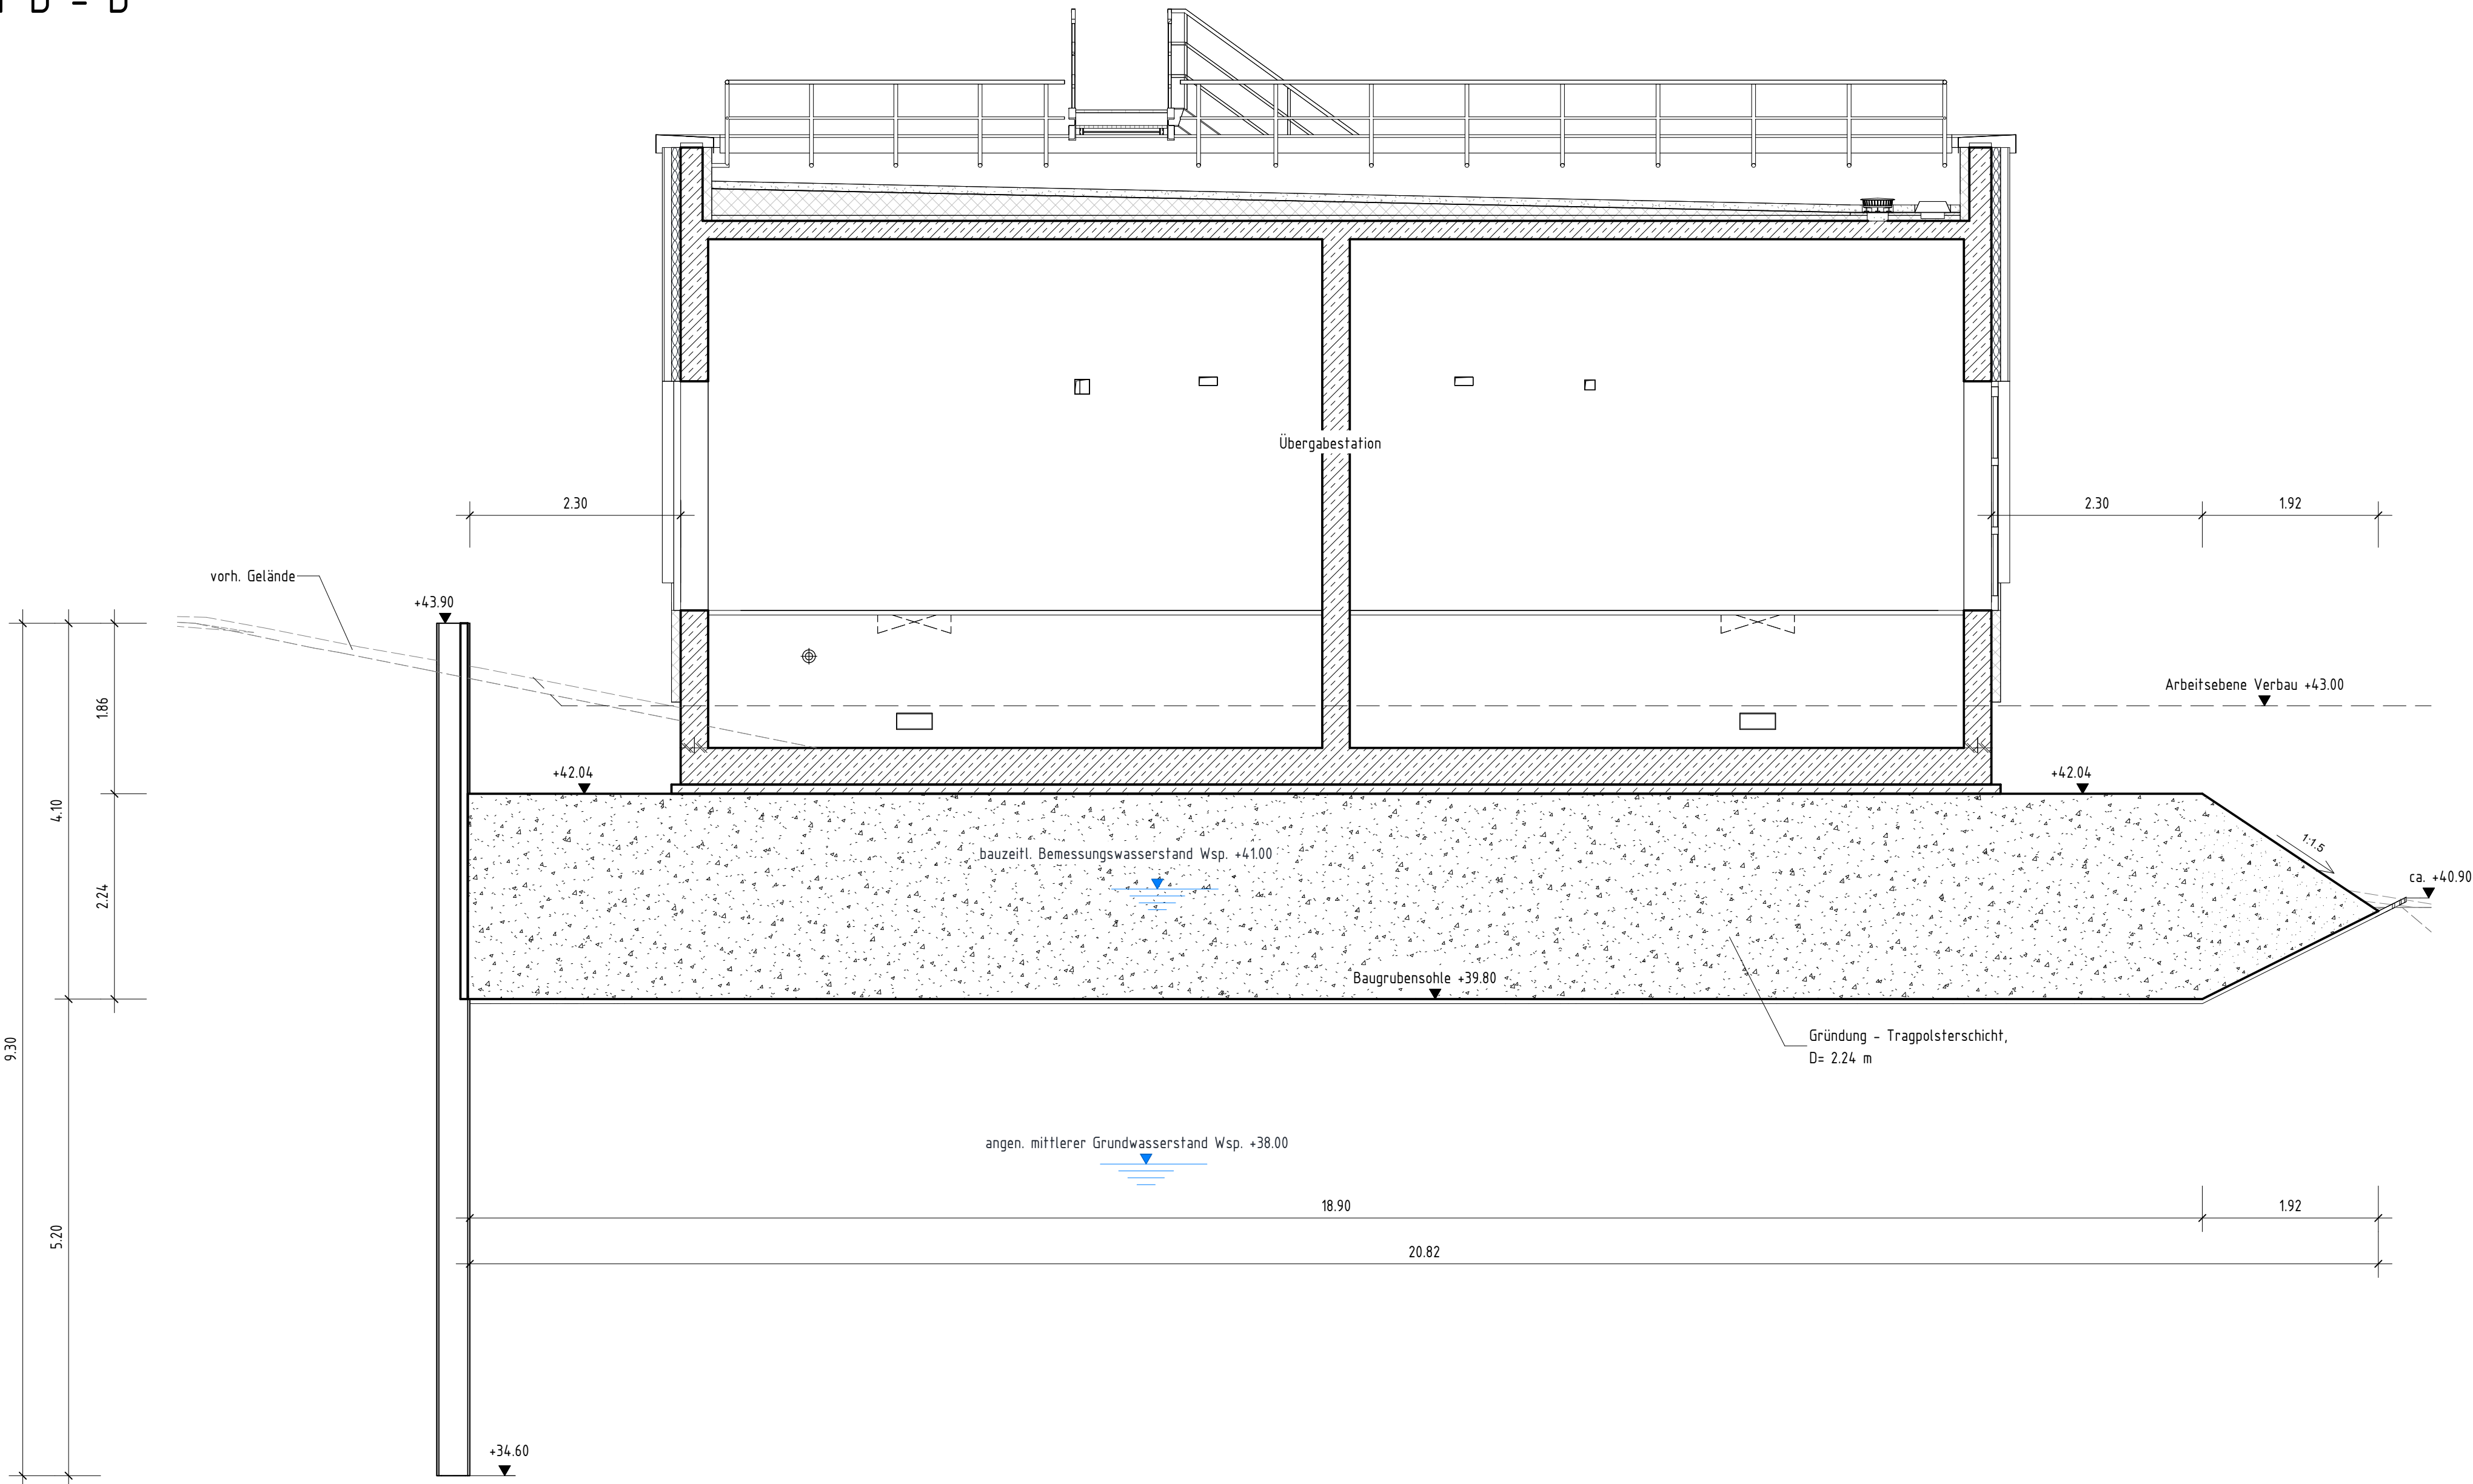 B - B
Übergabestation
2.30
2.30
1.92
vorh. Gelände
+43.90
1.86
Arbeitsebene Verbau +43.00
+42.04
+42.04
4.10
1:1.5
bauzeitl. Bemessungswasserstand Wsp. +41.00
ca. +40.90
2.24
Baugrubensohle +39.80
9.30
Gründung - Tragpolsterschicht,
D= 2.24 m
angen. mittlerer Grundwasserstand Wsp. +38.00
5.20
18.90
1.92
20.82
+34.60